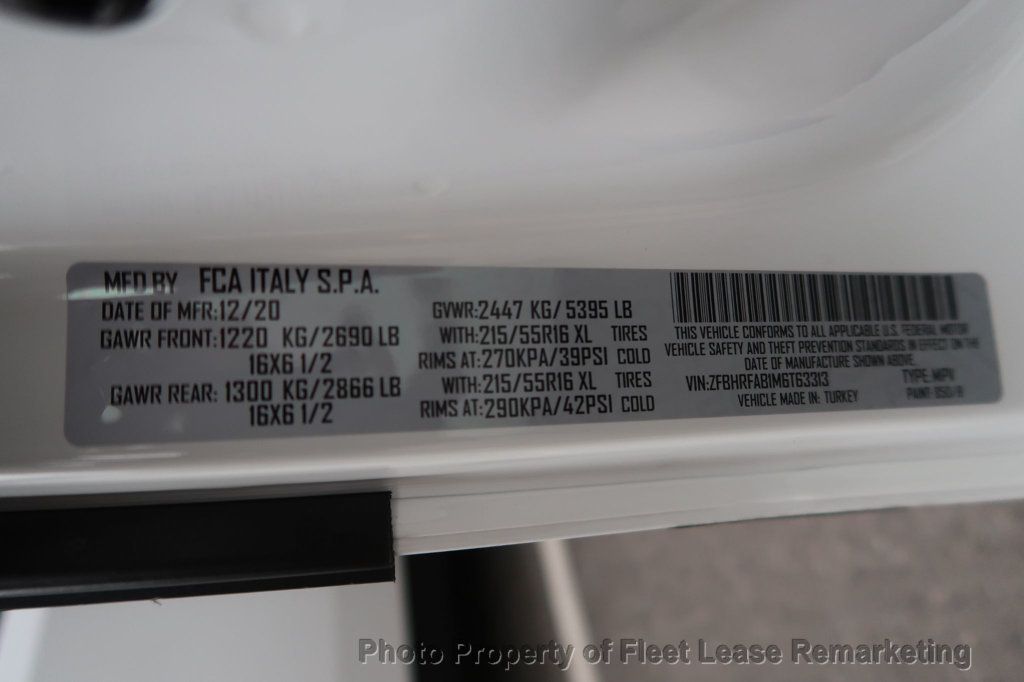 MFD BY FCA ITALY S.P.A.
DATE OF MFR:12/20
GAWR FRONT:1220 KG/2690 LB
16X6 1/2
GAWR REAR: 1300 KG/2866 LB
16X6 1/2
GVWR:2447 KG/5395 LB
WITH:215/55R16 XL TIRES
RIMS AT:270KPA/39PSI COLD
WITH:215/55R16 XL TIRES
RIMS AT:290KPA/42PSI COLD
THIS VEHICLE CONFORMS TO ALL APPLICABLE U.S. FEDERAL MOTOR
VEHICLE SAFETY AND THEFT PREVENTION STANDARDS IN EFFECT ON THE
DATE OF MANUFACTURE SHOWN ABOVE.
VIN:ZFBHRFAB1M6T63313 TYPE: MPV
VEHICLE MADE IN: TURKEY PAINT:
Photo Property of Fleet Lease Remarketing